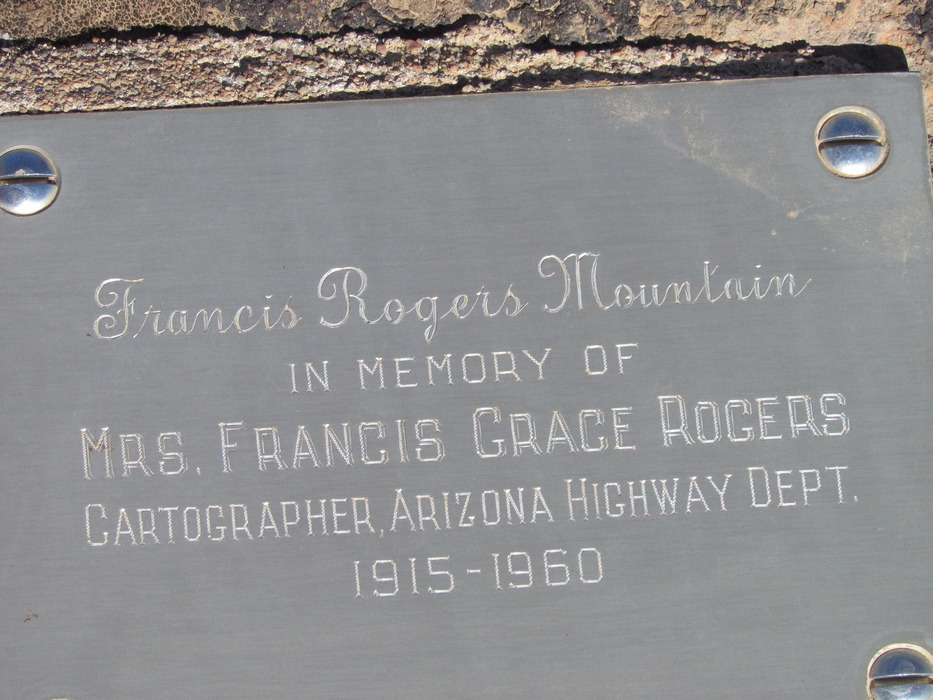 Francis Rogers Mountain
IN MEMORY OF
MRS. FRANCIS GRACE ROGERS
CARTOGRAPHER, ARIZONA HIGHWAY DEPT.
1915-1960